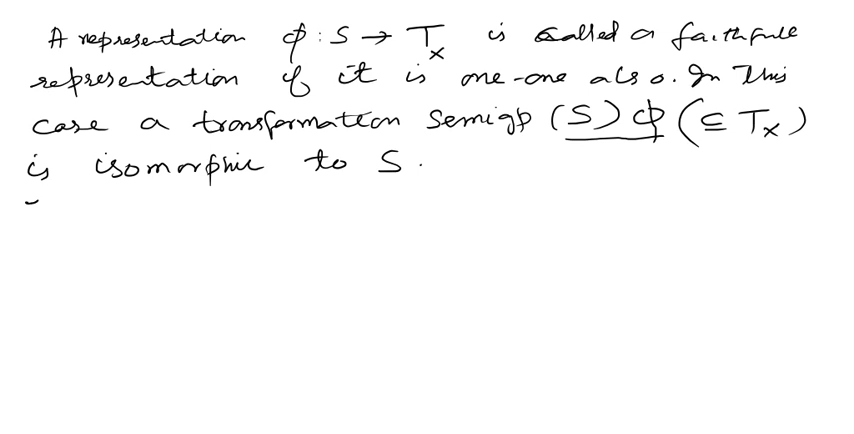 A representation φ : S → T_X is called a faithfull
representation if it is one-one also. In this
case a transformation semigp (S)φ (⊆ T_X)
is isomorphic to S.